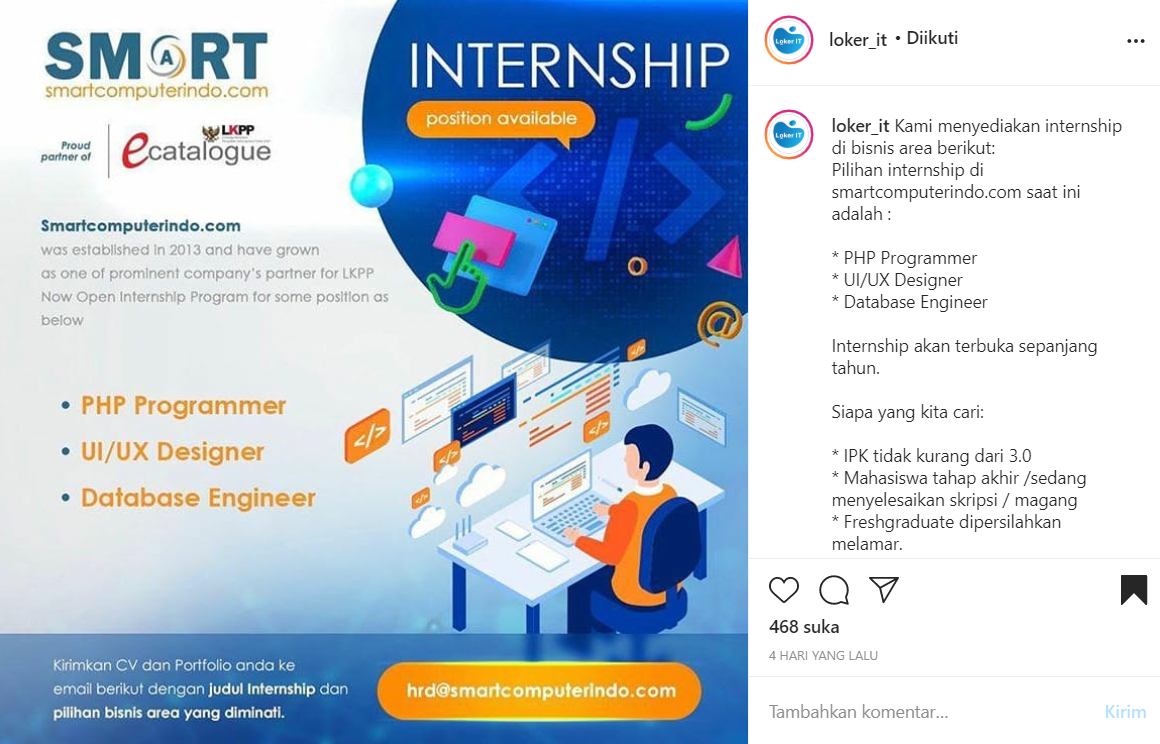 SMART
smartcomputerindo.com
Proud
partner of
LKPP
ecatalogue
INTERNSHIP
position available
Smartcomputerindo.com
was established in 2013 and have grown
as one of prominent company's partner for LKPP
Now Open Internship Program for some position as
below
• PHP Programmer
• UI/UX Designer
• Database Engineer
Kirimkan CV dan Portfolio anda ke
email berikut dengan judul Internship dan
pilihan bisnis area yang diminati.
hrd@smartcomputerindo.com
Loker IT
loker_it • Diikuti
Loker IT
loker_it Kami menyediakan internship
di bisnis area berikut:
Pilihan internship di
smartcomputerindo.com saat ini
adalah :
* PHP Programmer
* UI/UX Designer
* Database Engineer
Internship akan terbuka sepanjang
tahun.
Siapa yang kita cari:
* IPK tidak kurang dari 3.0
* Mahasiswa tahap akhir /sedang
menyelesaikan skripsi / magang
* Freshgraduate dipersilahkan
melamar.
468 suka
4 HARI YANG LALU
Tambahkan komentar...
Kirim